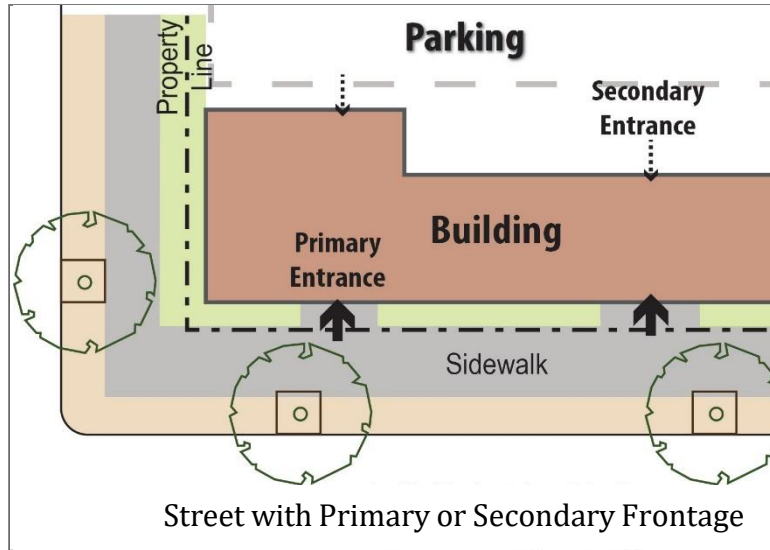 Parking
Property
Line
Secondary
Entrance
Primary
Entrance
Building
Sidewalk
Street with Primary or Secondary Frontage